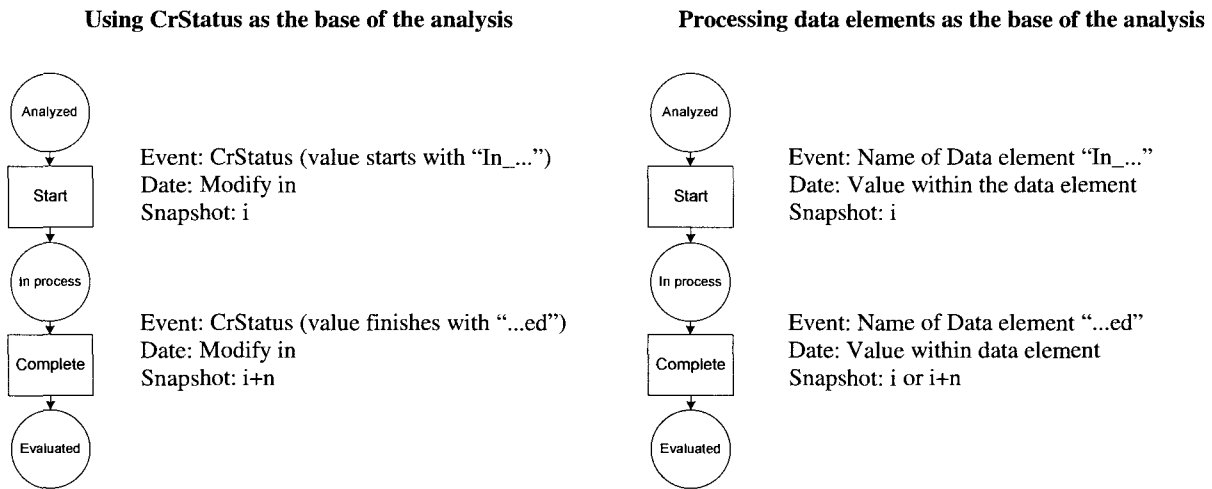 Using CrStatus as the base of the analysis
Analyzed
Start
Event: CrStatus (value starts with “In_...”)
Date: Modify in
Snapshot: i
In process
Complete
Event: CrStatus (value finishes with “...ed”)
Date: Modify in
Snapshot: i+n
Evaluated
Processing data elements as the base of the analysis
Analyzed
Start
Event: Name of Data element “In_...”
Date: Value within the data element
Snapshot: i
In process
Complete
Event: Name of Data element “...ed”
Date: Value within data element
Snapshot: i or i+n
Evaluated